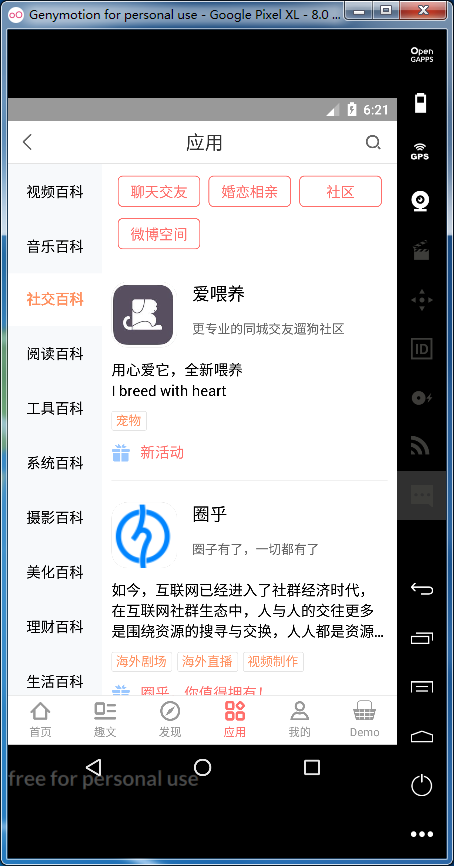 Genymotion for personal use - Google Pixel XL - 8.0 ...
Open
GAPPS
6:21
应用
GPS
视频百科
音乐百科
社交百科
阅读百科
工具百科
系统百科
摄影百科
美化百科
理财百科
生活百科
聊天交友
婚恋相亲
社区
微博空间
爱喂养
更专业的同城交友遛狗社区
用心爱它，全新喂养
I breed with heart
宠物
新活动
圈乎
圈子有了，一切都有了
如今，互联网已经进入了社群经济时代，
在互联网社群生态中，人与人的交往更多
是围绕资源的搜寻与交换，人人都是资源...
海外剧场
海外直播
视频制作
圈乎，你值得拥有！
ID
首页
趣义
发现
应用
我的
Demo
free for personal use